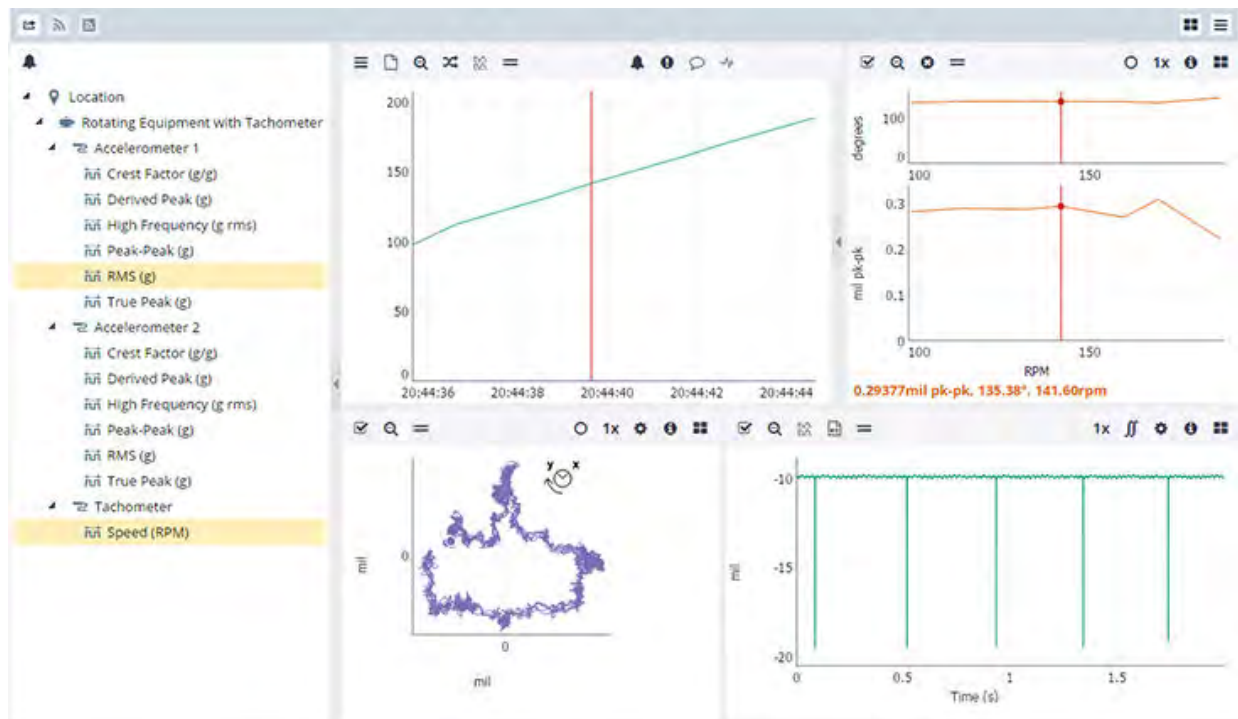 Location
Rotating Equipment with Tachometer
Accelerometer 1
Crest Factor (g/g)
Derived Peak (g)
High Frequency (g rms)
Peak-Peak (g)
RMS (g)
True Peak (g)
Accelerometer 2
Crest Factor (g/g)
Derived Peak (g)
High Frequency (g rms)
Peak-Peak (g)
RMS (g)
True Peak (g)
Tachometer
Speed (RPM)
200
150
100
50
0
20:44:36 20:44:38 20:44:40 20:44:42 20:44:44
1x
degrees
100
0
100 150
mil pk-pk
0.3
0.2
0.1
0
100 150
RPM
0.29377mil pk-pk, 135.38°, 141.60rpm
1x
y x
mil
0
0
mil
1x
mil
-10
-15
-20
0 0.5 1 1.5
Time (s)